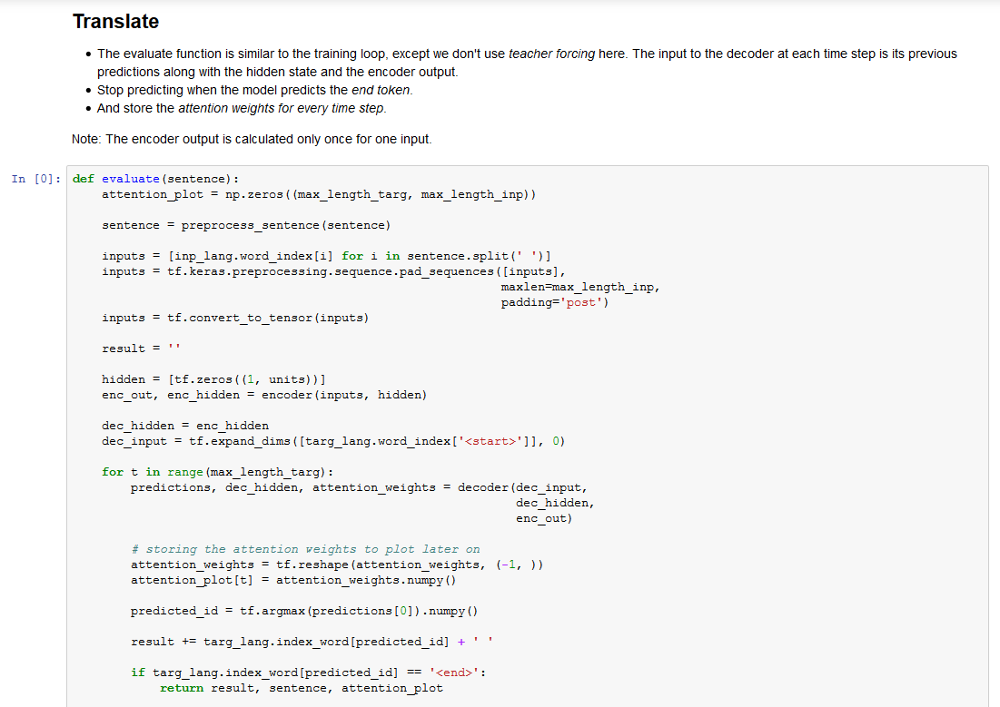 Translate
• The evaluate function is similar to the training loop, except we don't use teacher forcing here. The input to the decoder at each time step is its previous
predictions along with the hidden state and the encoder output.
• Stop predicting when the model predicts the end token.
• And store the attention weights for every time step.
Note: The encoder output is calculated only once for one input.
In [0]: def evaluate(sentence):
    attention_plot = np.zeros((max_length_targ, max_length_inp))
    sentence = preprocess_sentence(sentence)
    inputs = [inp_lang.word_index[i] for i in sentence.split(' ')]
    inputs = tf.keras.preprocessing.sequence.pad_sequences([inputs],
                                                           maxlen=max_length_inp,
                                                           padding='post')
    inputs = tf.convert_to_tensor(inputs)
    result = ''
    hidden = [tf.zeros((1, units))]
    enc_out, enc_hidden = encoder(inputs, hidden)
    dec_hidden = enc_hidden
    dec_input = tf.expand_dims([targ_lang.word_index['<start>']], 0)
    for t in range(max_length_targ):
        predictions, dec_hidden, attention_weights = decoder(dec_input,
                                                             dec_hidden,
                                                             enc_out)
        # storing the attention weights to plot later on
        attention_weights = tf.reshape(attention_weights, (-1, ))
        attention_plot[t] = attention_weights.numpy()
        predicted_id = tf.argmax(predictions[0]).numpy()
        result += targ_lang.index_word[predicted_id] + ' '
        if targ_lang.index_word[predicted_id] == '<end>':
            return result, sentence, attention_plot